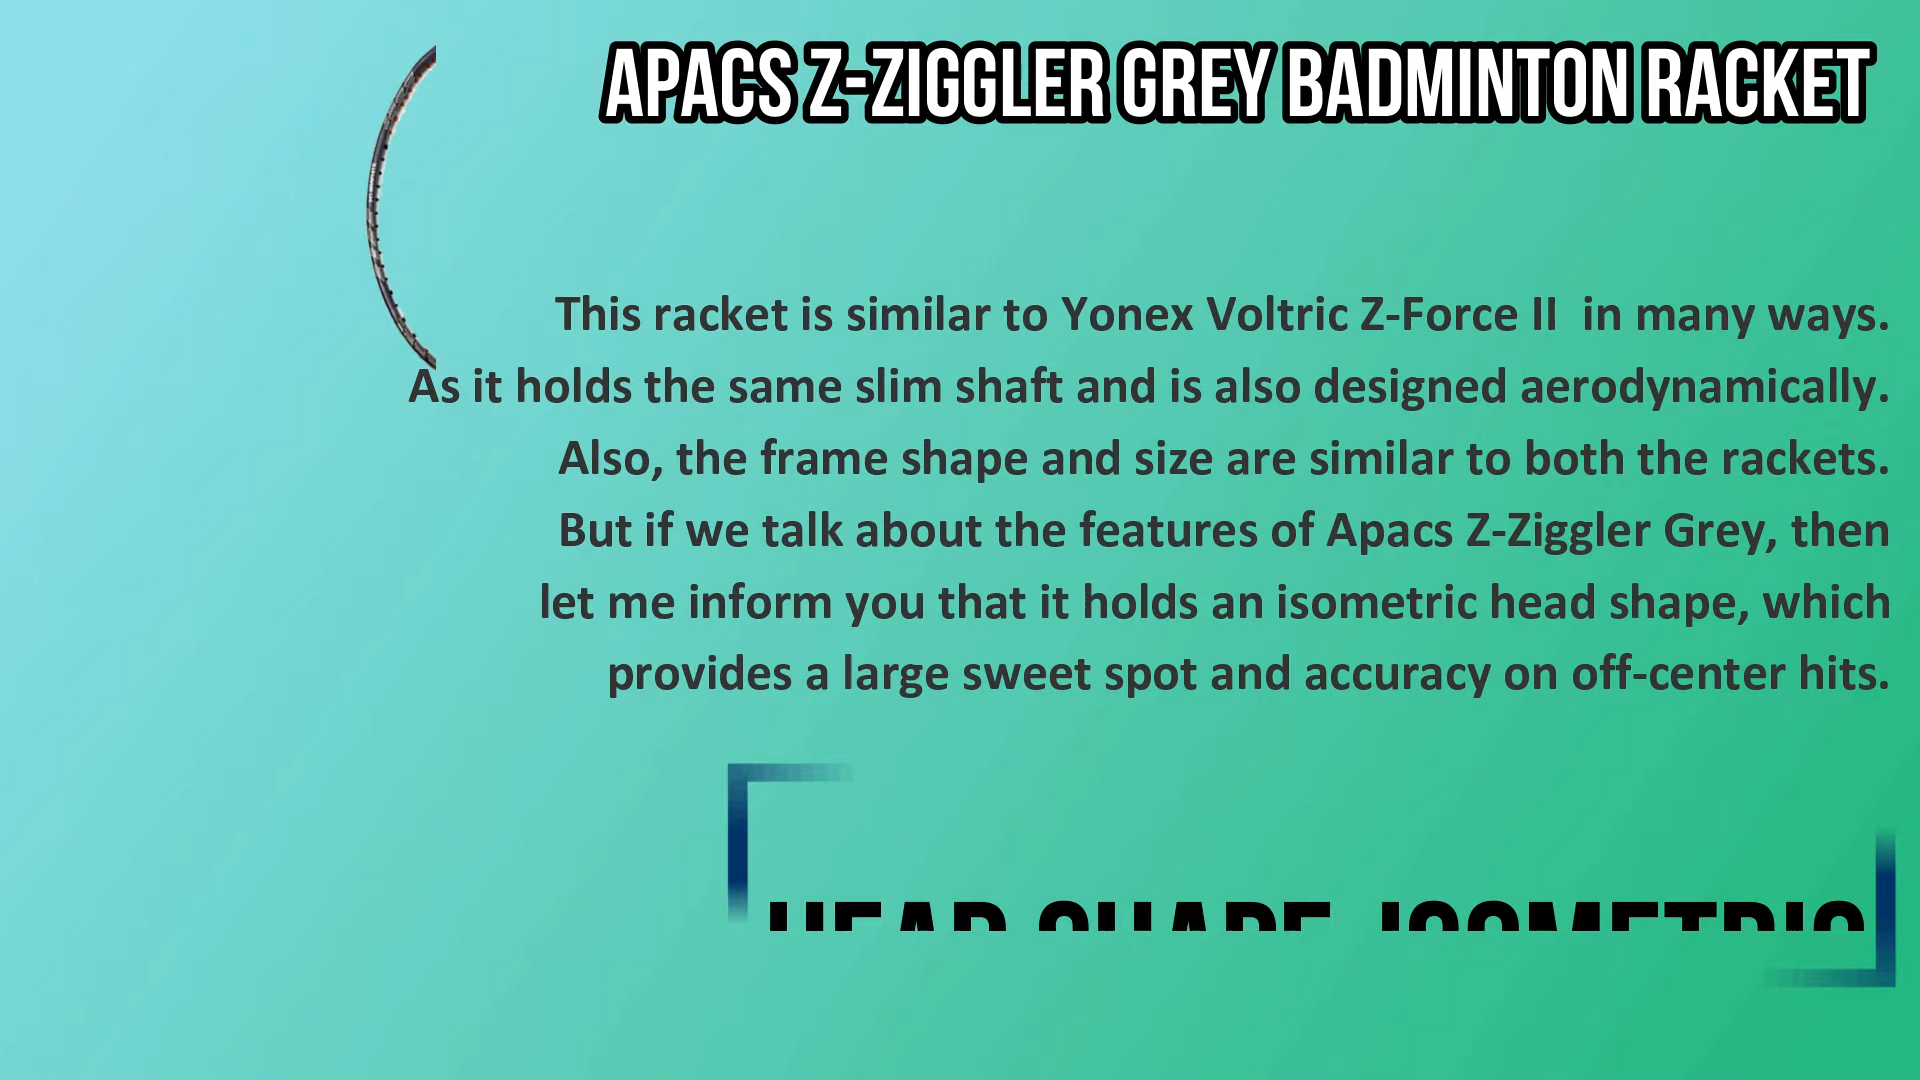 APACS Z-ZIGGLER GREY BADMINTON RACKET
This racket is similar to Yonex Voltric Z-Force II  in many ways.
As it holds the same slim shaft and is also designed aerodynamically.
Also, the frame shape and size are similar to both the rackets.
But if we talk about the features of Apacs Z-Ziggler Grey, then
let me inform you that it holds an isometric head shape, which
provides a large sweet spot and accuracy on off-center hits.
HEAD SHAPE ISOMETRIC